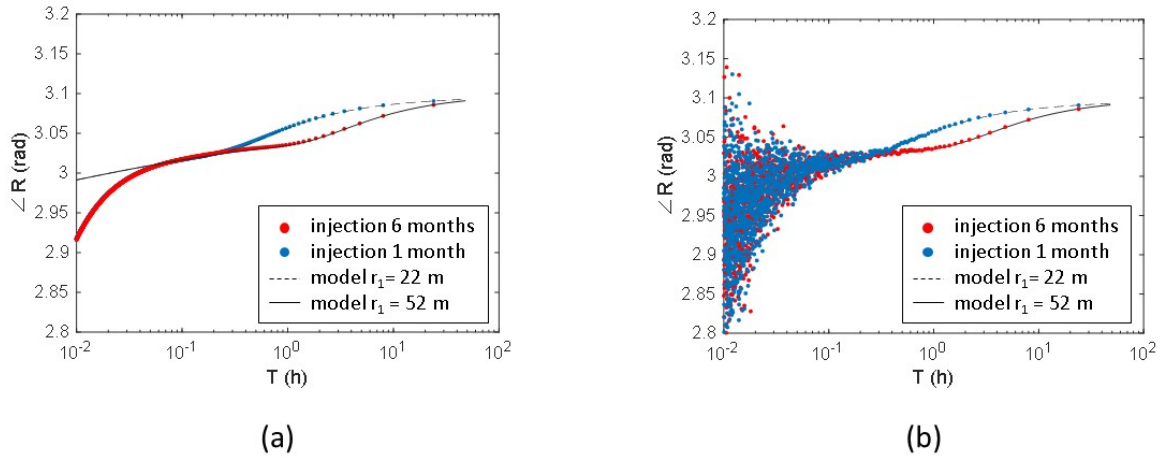 3.2
3.15
3.1
3.05
3
2.95
2.9
2.85
2.8
∠ R (rad)
injection 6 months
injection 1 month
model r₁= 22 m
model r₁ = 52 m
10⁻² 10⁻¹ 10⁰ 10¹ 10²
T (h)
(a)
3.2
3.15
3.1
3.05
3
2.95
2.9
2.85
2.8
∠ R (rad)
injection 6 months
injection 1 month
model r₁= 22 m
model r₁ = 52 m
10⁻² 10⁻¹ 10⁰ 10¹ 10²
T (h)
(b)